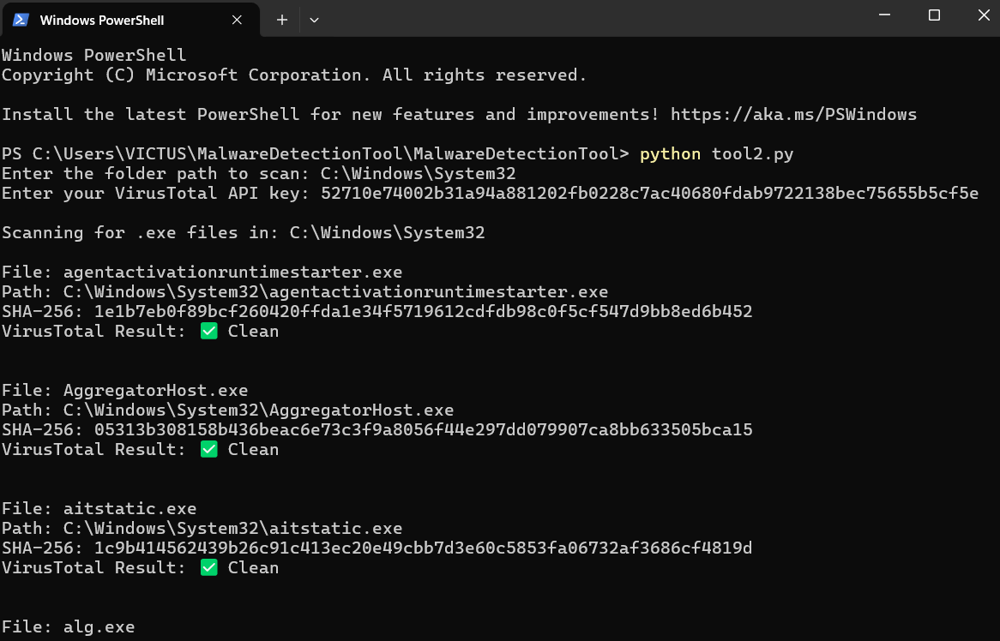 Windows PowerShell
Windows PowerShell
Copyright (C) Microsoft Corporation. All rights reserved.
Install the latest PowerShell for new features and improvements! https://aka.ms/PSWindows
PS C:\Users\VICTUS\MalwareDetectionTool\MalwareDetectionTool> python tool2.py
Enter the folder path to scan: C:\Windows\System32
Enter your VirusTotal API key: 52710e74002b31a94a881202fb0228c7ac40680fdab9722138bec75655b5cf5e
Scanning for .exe files in: C:\Windows\System32
File: agentactivationruntimestarter.exe
Path: C:\Windows\System32\agentactivationruntimestarter.exe
SHA-256: 1e1b7eb0f89bcf260420ffda1e34f5719612cdfdb98c0f5cf547d9bb8ed6b452
VirusTotal Result: ✅ Clean
File: AggregatorHost.exe
Path: C:\Windows\System32\AggregatorHost.exe
SHA-256: 05313b308158b436beac6e73c3f9a8056f44e297dd079907ca8bb633505bca15
VirusTotal Result: ✅ Clean
File: aitstatic.exe
Path: C:\Windows\System32\aitstatic.exe
SHA-256: 1c9b414562439b26c91c413ec20e49cbb7d3e60c5853fa06732af3686cf4819d
VirusTotal Result: ✅ Clean
File: alg.exe